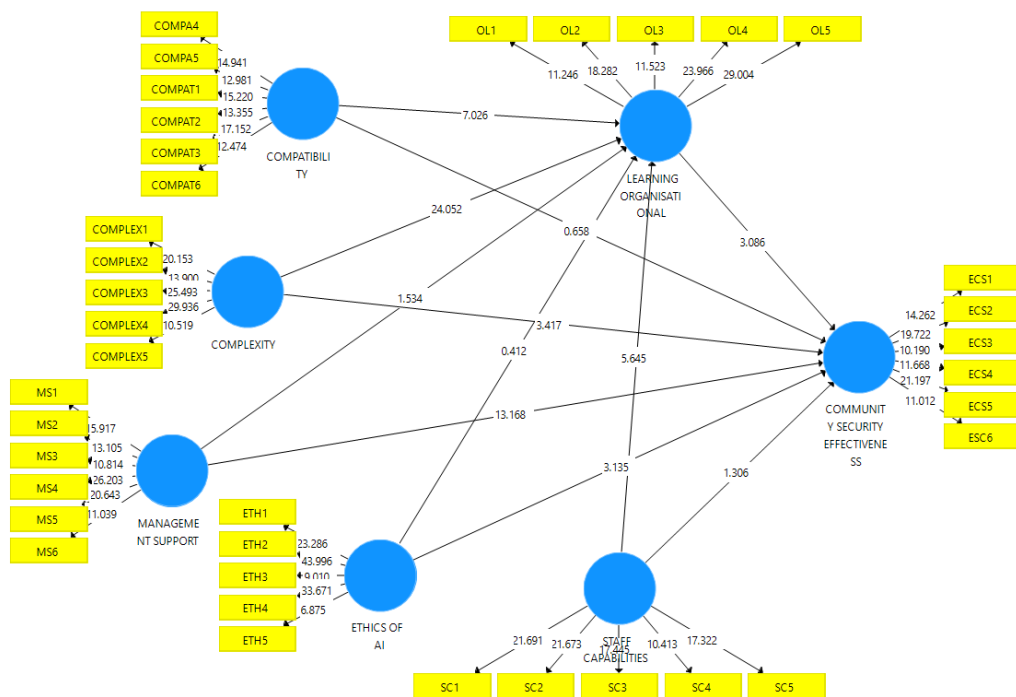 COMPA4
COMPA5
COMPAT1
COMPAT2
COMPAT3
COMPAT6
14.941
12.981
15.220
13.355
17.152
12.474
COMPATIBILI
TY
OL1
OL2
OL3
OL4
OL5
11.246
18.282
11.523
23.966
29.004
LEARNING
ORGANISATI
ONAL
7.026
24.052
0.658
3.086
1.534
3.417
0.412
5.645
13.168
3.135
1.306
COMPLEX1
COMPLEX2
COMPLEX3
COMPLEX4
COMPLEX5
20.153
13.900
25.493
29.936
10.519
COMPLEXITY
ECS1
ECS2
ECS3
ECS4
ECS5
ESC6
14.262
19.722
10.190
11.668
21.197
11.012
COMMUNIT
Y SECURITY
EFFECTIVENE
SS
MS1
MS2
MS3
MS4
MS5
MS6
15.917
13.105
10.814
26.203
20.643
11.039
MANAGEME
NT SUPPORT
ETH1
ETH2
ETH3
ETH4
ETH5
23.286
43.996
9.010
33.671
6.875
ETHICS OF
AI
21.691
21.673
17.445
10.413
17.322
STAFF
CAPABILITIES
SC1
SC2
SC3
SC4
SC5